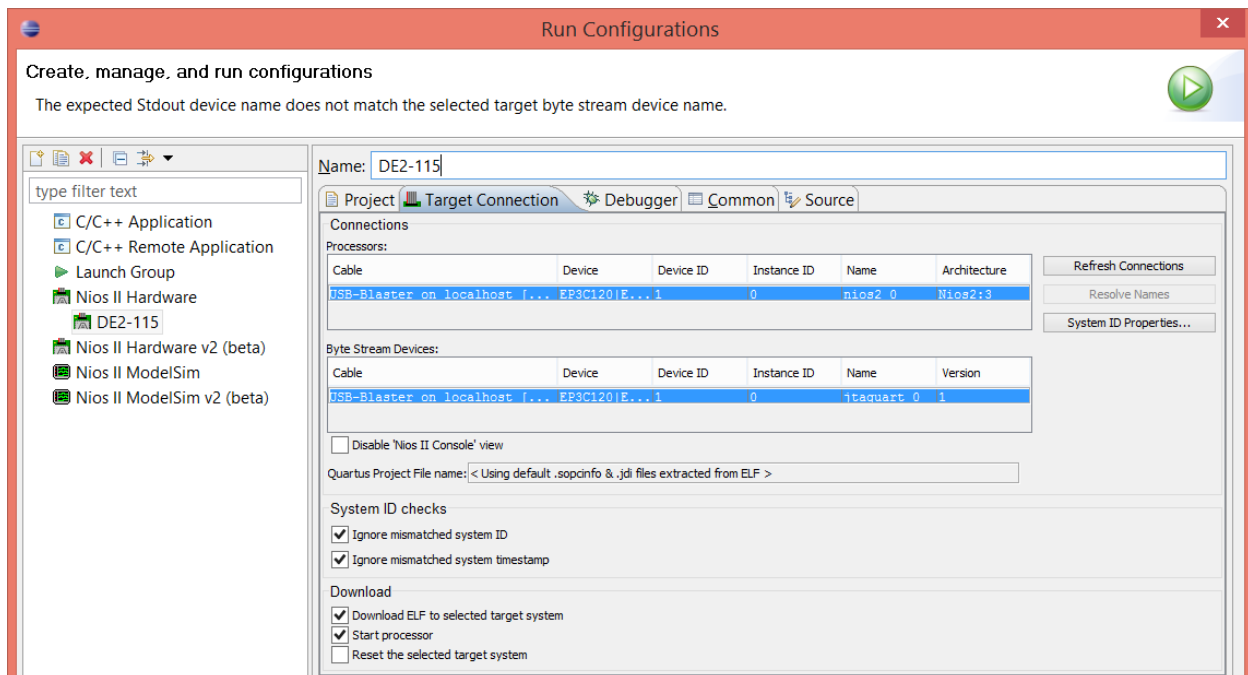 Run Configurations
Create, manage, and run configurations
The expected Stdout device name does not match the selected target byte stream device name.
type filter text
C/C++ Application
C/C++ Remote Application
Launch Group
Nios II Hardware
DE2-115
Nios II Hardware v2 (beta)
Nios II ModelSim
Nios II ModelSim v2 (beta)
Name: DE2-115
Project Target Connection Debugger Common Source
Connections
Processors:
Cable Device Device ID Instance ID Name Architecture
USB-Blaster on localhost [... EP3C120|E... 1 0 nios2_0 Nios2:3
Refresh Connections
Resolve Names
System ID Properties...
Byte Stream Devices:
Cable Device Device ID Instance ID Name Version
USB-Blaster on localhost [... EP3C120|E... 1 0 jtaguart_0 1
Disable 'Nios II Console' view
Quartus Project File name: < Using default .sopcinfo & .jdi files extracted from ELF >
System ID checks
Ignore mismatched system ID
Ignore mismatched system timestamp
Download
Download ELF to selected target system
Start processor
Reset the selected target system